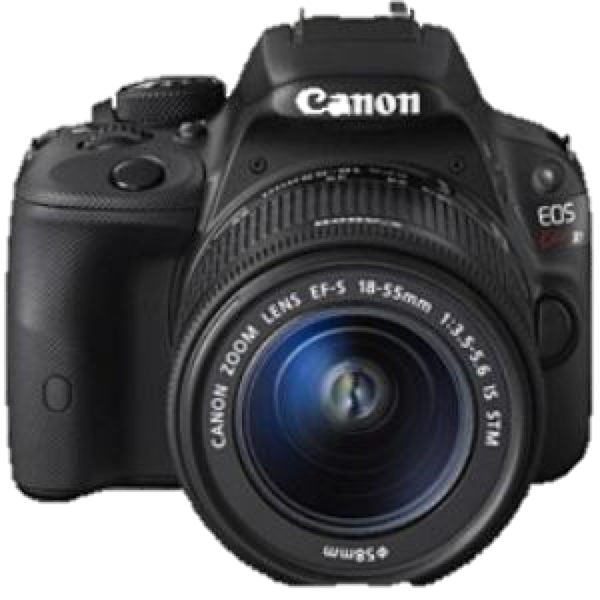 Canon
EOS
CANON ZOOM LENS EF-S 18-55mm 1:3.5-5.6 IS STM
φ58mm